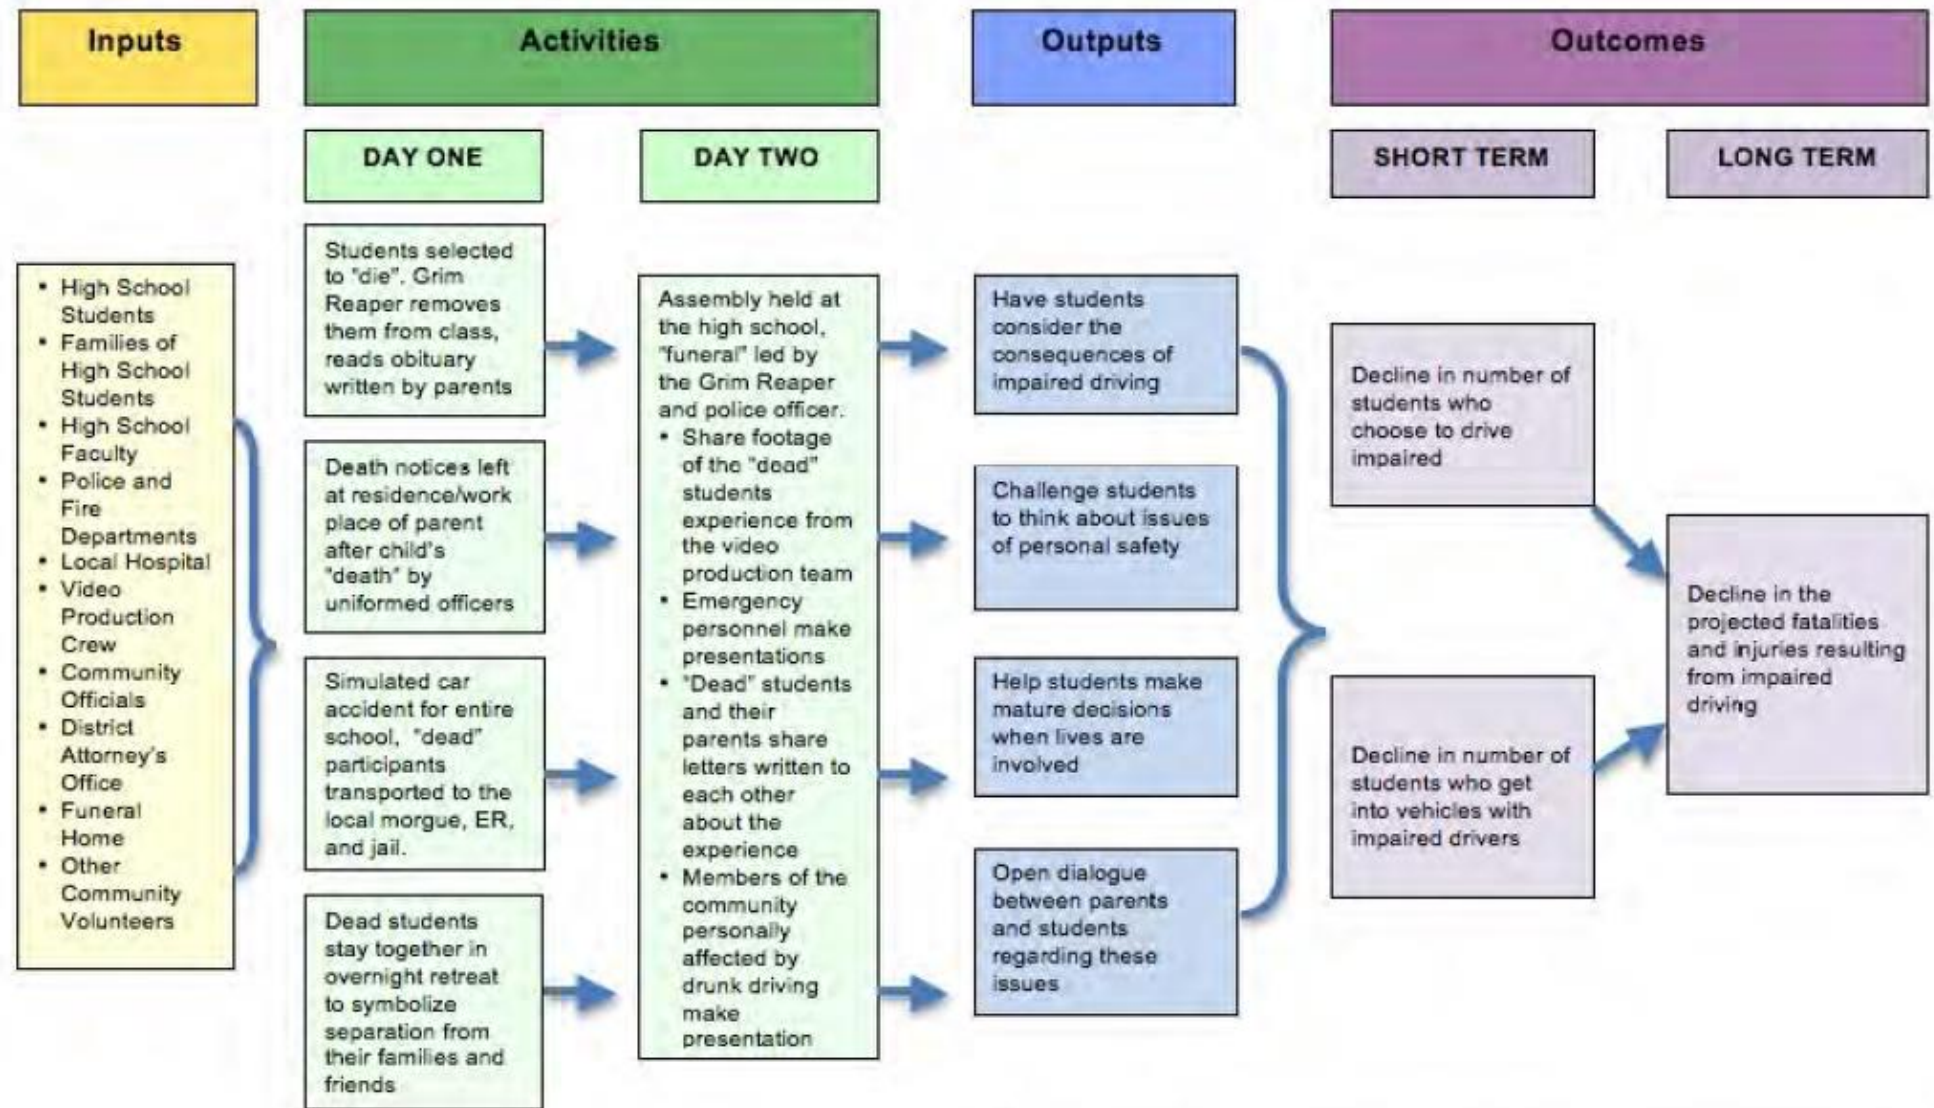 Inputs
Activities
Outputs
Outcomes
DAY ONE
DAY TWO
SHORT TERM
LONG TERM
• High School
Students
• Families of
High School
Students
• High School
Faculty
• Police and
Fire
Departments
• Local Hospital
• Video
Production
Crew
• Community
Officials
• District
Attorney's
Office
• Funeral
Home
• Other
Community
Volunteers
Students selected
to "die". Grim
Reaper removes
them from class,
reads obituary
written by parents
Death notices left
at residence/work
place of parent
after child's
"death" by
uniformed officers
Simulated car
accident for entire
school, "dead"
participants
transported to the
local morgue, ER,
and jail.
Dead students
stay together in
overnight retreat
to symbolize
separation from
their families and
friends
Assembly held at
the high school,
"funeral" led by
the Grim Reaper
and police officer.
• Share footage
of the "dead"
students
experience from
the video
production team
• Emergency
personnel make
presentations
• "Dead" students
and their
parents share
letters written to
each other
about the
experience
• Members of the
community
personally
affected by
drunk driving
make
presentation
Have students
consider the
consequences of
impaired driving
Challenge students
to think about issues
of personal safety
Help students make
mature decisions
when lives are
involved
Open dialogue
between parents
and students
regarding these
issues
Decline in number of
students who
choose to drive
impaired
Decline in number of
students who get
into vehicles with
impaired drivers
Decline in the
projected fatalities
and injuries resulting
from impaired
driving